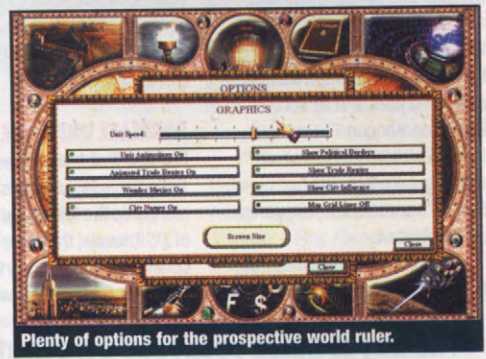 OPTIONS
GRAPHICS
Unit Speed:
Unit Animations On
Show Political Borders
Animated Trade Routes On
Show Trade Routes
Wonder Movies On
Show City Influence
City Names On
Map Grid Lines Off
Screen Size
Close
Close
F $
Plenty of options for the prospective world ruler.